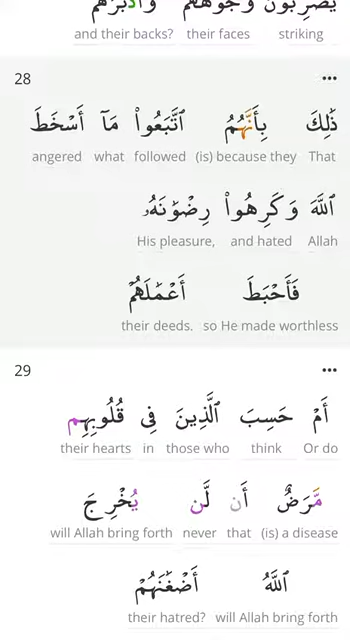 يَضْرِبُونَ وُجُوهَهُمْ وَأَدْبَٰرَهُمْ
and their backs? their faces striking
28 •••
ذَٰلِكَ بِأَنَّهُمُ ٱتَّبَعُوا۟ مَآ أَسْخَطَ
angered what followed (is) because they That
ٱللَّهَ وَكَرِهُوا۟ رِضْوَٰنَهُۥ
His pleasure, and hated Allah
فَأَحْبَطَ أَعْمَٰلَهُمْ
their deeds. so He made worthless
29 •••
أَمْ حَسِبَ ٱلَّذِينَ فِى قُلُوبِهِم
their hearts in those who think Or do
مَّرَضٌ أَن لَّن يُخْرِجَ
will Allah bring forth never that (is) a disease
ٱللَّهُ أَضْغَٰنَهُمْ
their hatred? will Allah bring forth